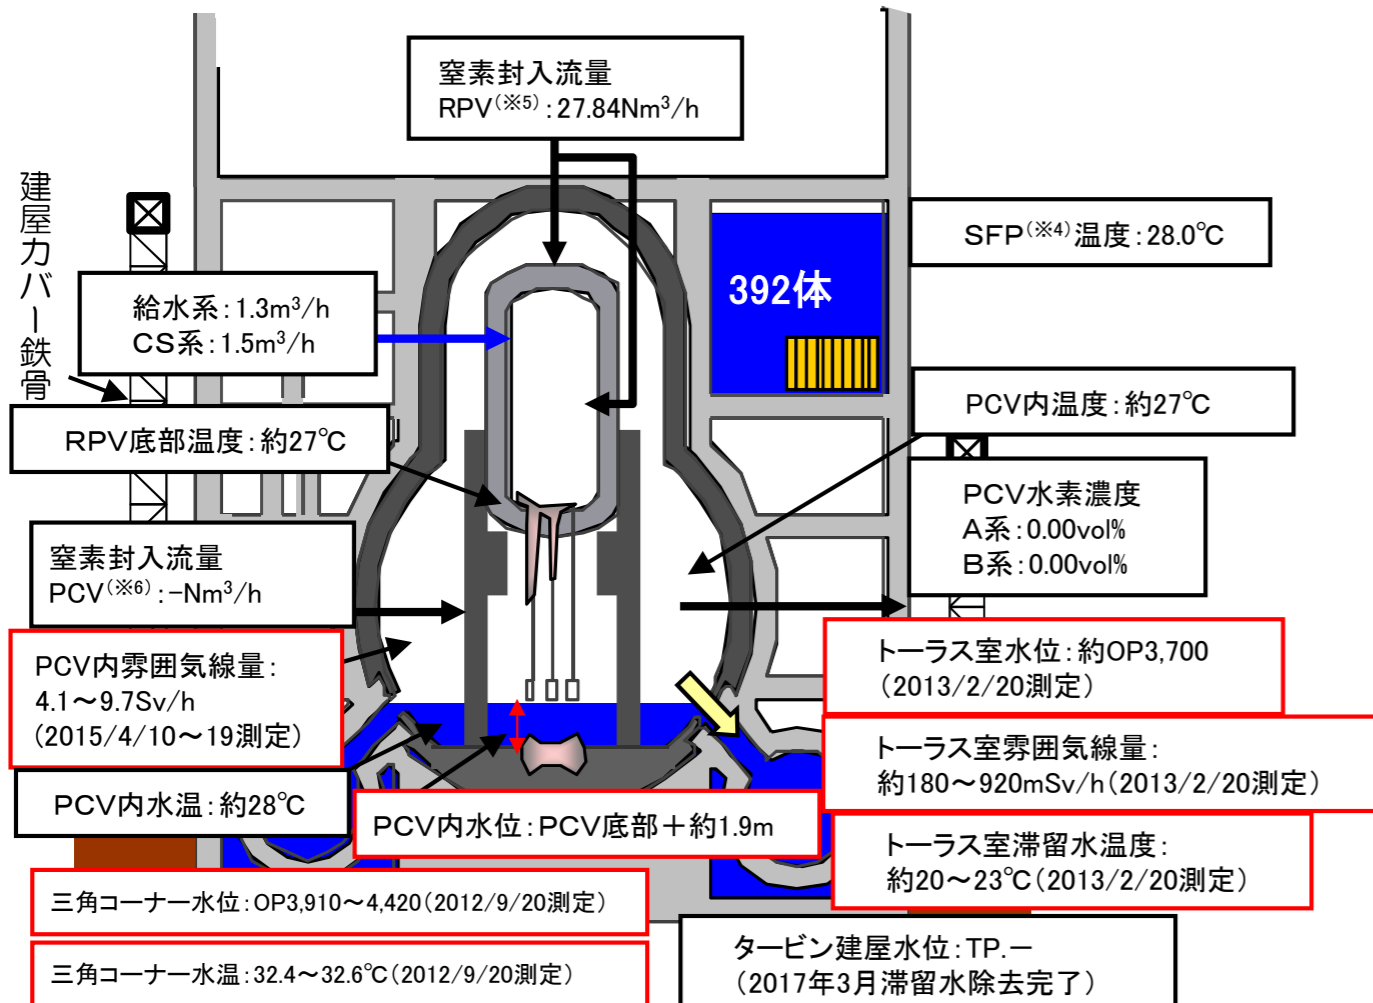 窒素封入流量
RPV(※5):27.84Nm³/h
建屋カバー鉄骨
SFP(※4)温度:28.0℃
392体
給水系:1.3m³/h
CS系:1.5m³/h
PCV内温度:約27℃
RPV底部温度:約27℃
PCV水素濃度
A系:0.00vol%
B系:0.00vol%
窒素封入流量
PCV(※6):-Nm³/h
PCV内雰囲気線量:
4.1~9.7Sv/h
(2015/4/10~19測定)
トーラス室水位:約OP3,700
(2013/2/20測定)
トーラス室雰囲気線量:
約180~920mSv/h(2013/2/20測定)
PCV内水温:約28℃
PCV内水位:PCV底部+約1.9m
トーラス室滞留水温度:
約20~23℃(2013/2/20測定)
三角コーナー水位:OP3,910~4,420(2012/9/20測定)
三角コーナー水温:32.4~32.6℃(2012/9/20測定)
タービン建屋水位:TP.-
(2017年3月滞留水除去完了)